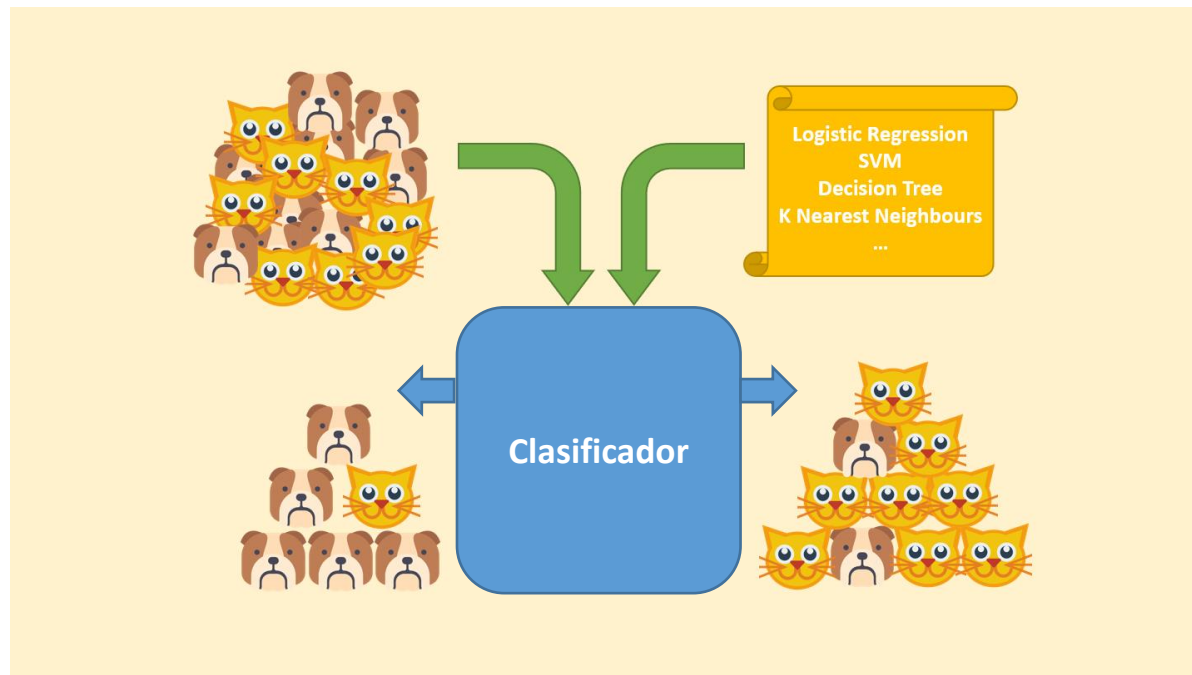 Logistic Regression
SVM
Decision Tree
K Nearest Neighbours
...
Clasificador